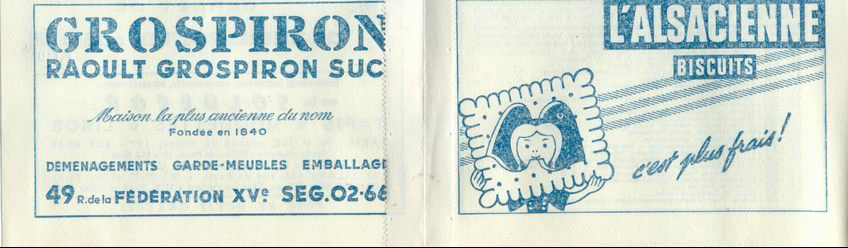 GROSPIRON
RAOULT GROSPIRON SUC
Maison la plus ancienne du nom
Fondée en 1840
DEMENAGEMENTS GARDE-MEUBLES EMBALLAGE
49 R. de la FÉDÉRATION XVe SEG. 02-66
L'ALSACIENNE
BISCUITS
c'est plus frais!